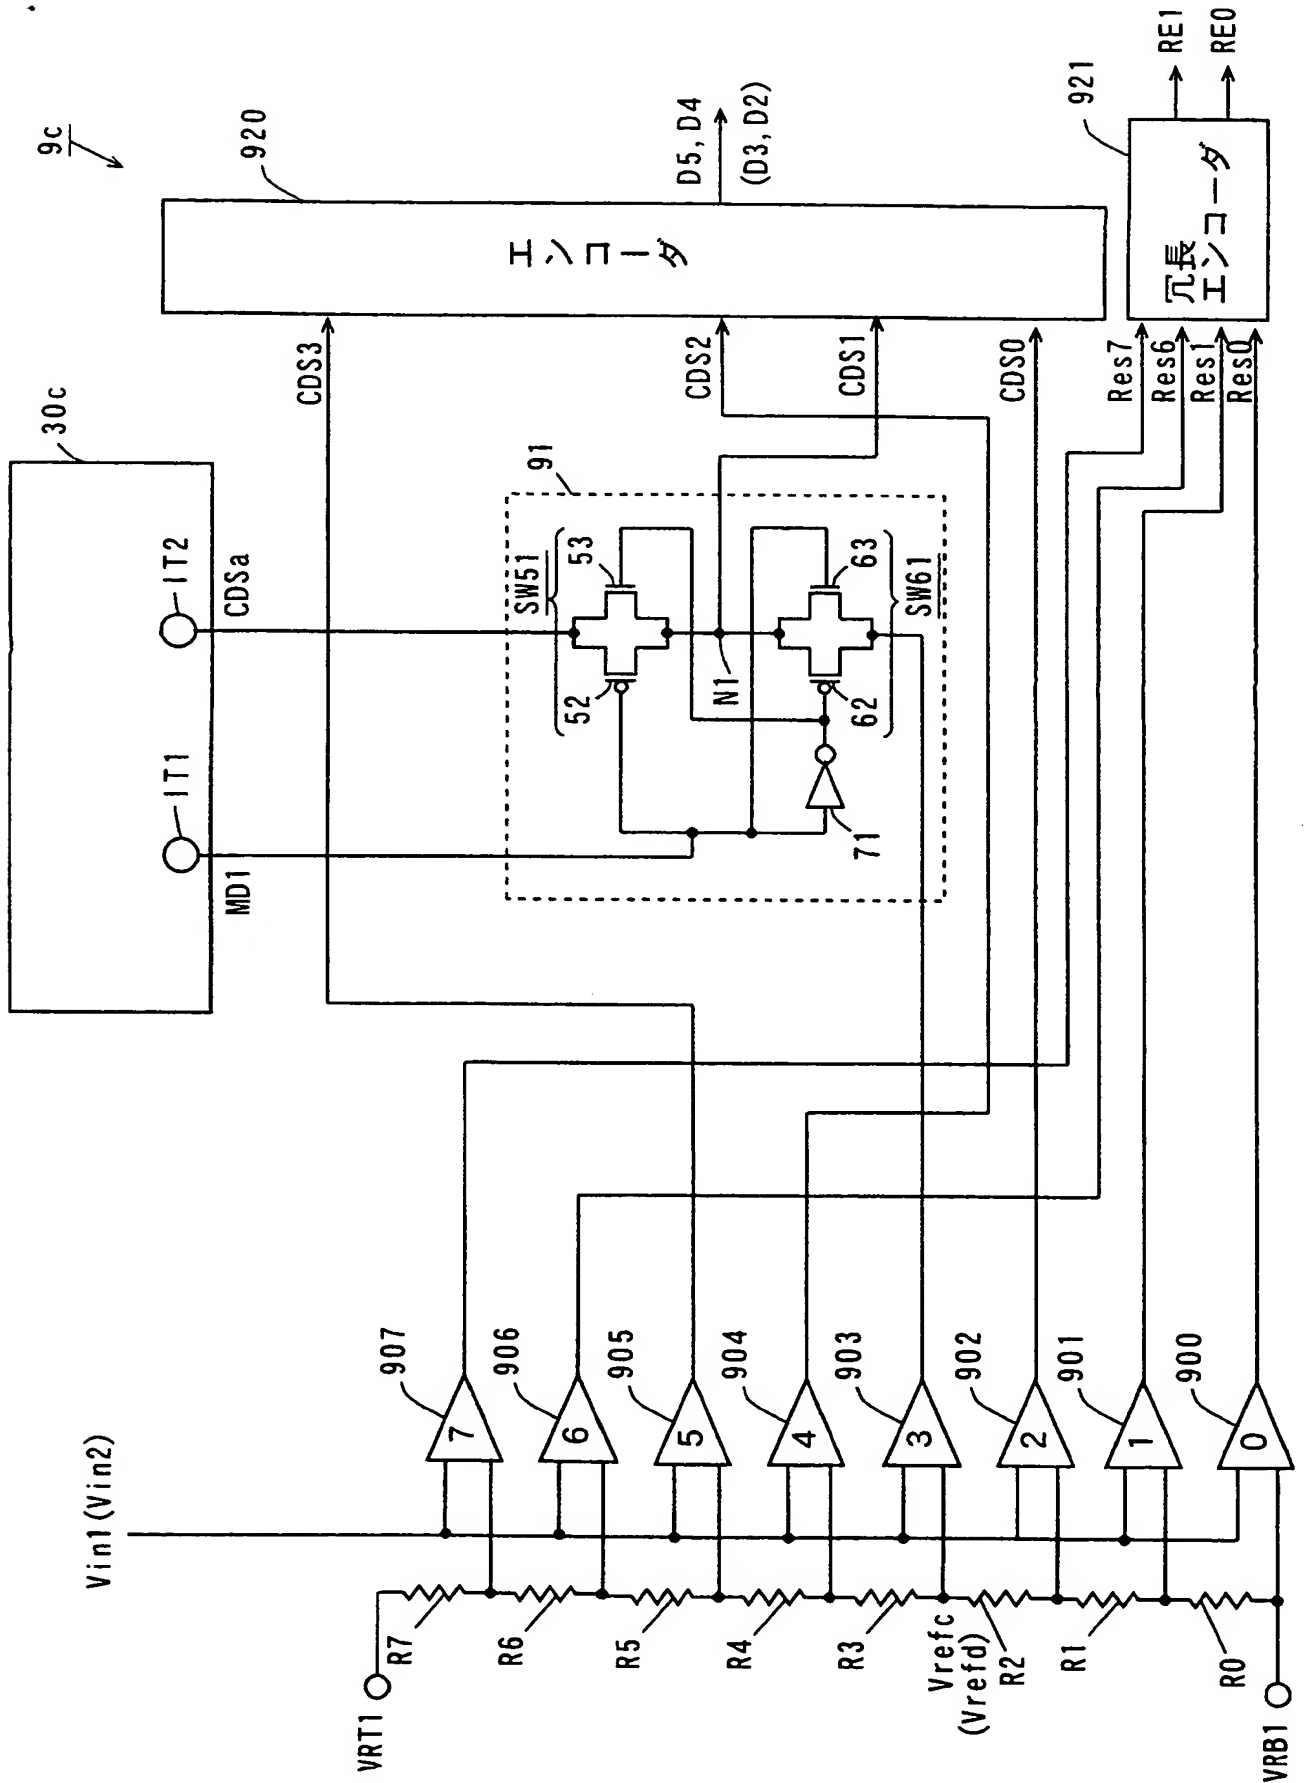 9c
30c
IT1
IT2
MD1
CDSa
920
エンコーダ
D5, D4
(D3, D2)
921
冗長
エンコーダ
RE1
RE0
CDS3
CDS2
CDS1
CDS0
Res7
Res6
Res1
Res0
91
SW51
52
53
N1
71
62
63
SW61
Vin1(Vin2)
907
7
906
6
905
5
904
4
903
3
902
2
901
1
900
0
VRT1
R7
R6
R5
R4
R3
Vrefc
(Vrefd)
R2
R1
R0
VRB1